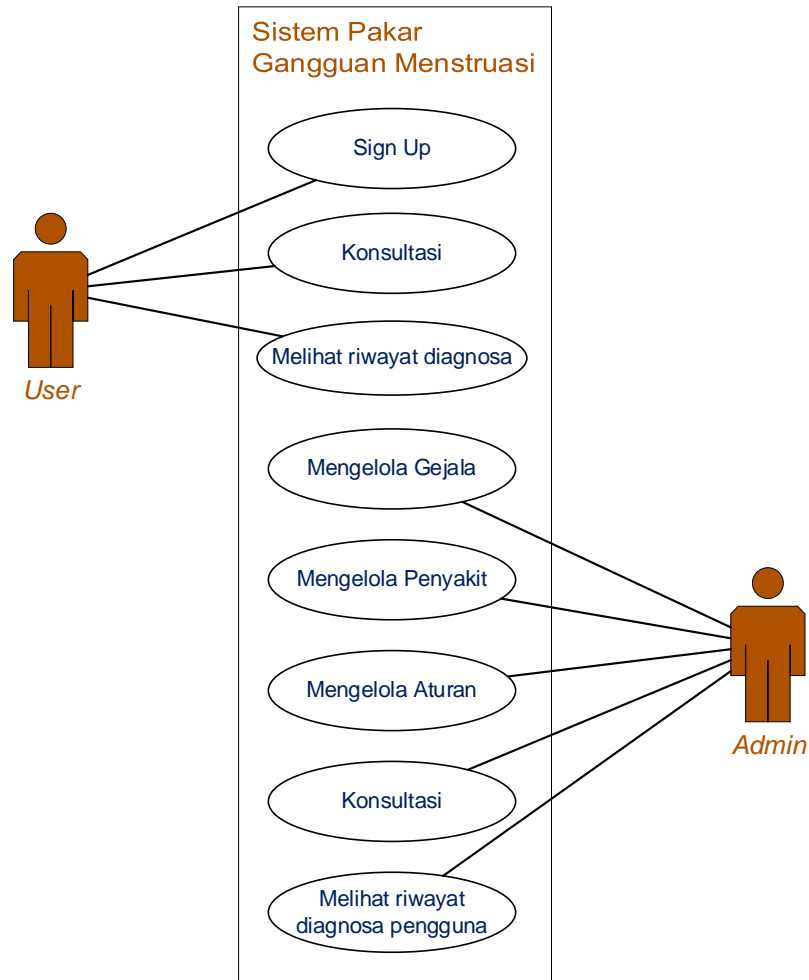 Sistem Pakar
Gangguan Menstruasi
Sign Up
Konsultasi
Melihat riwayat diagnosa
User
Mengelola Gejala
Mengelola Penyakit
Mengelola Aturan
Admin
Konsultasi
Melihat riwayat
diagnosa pengguna